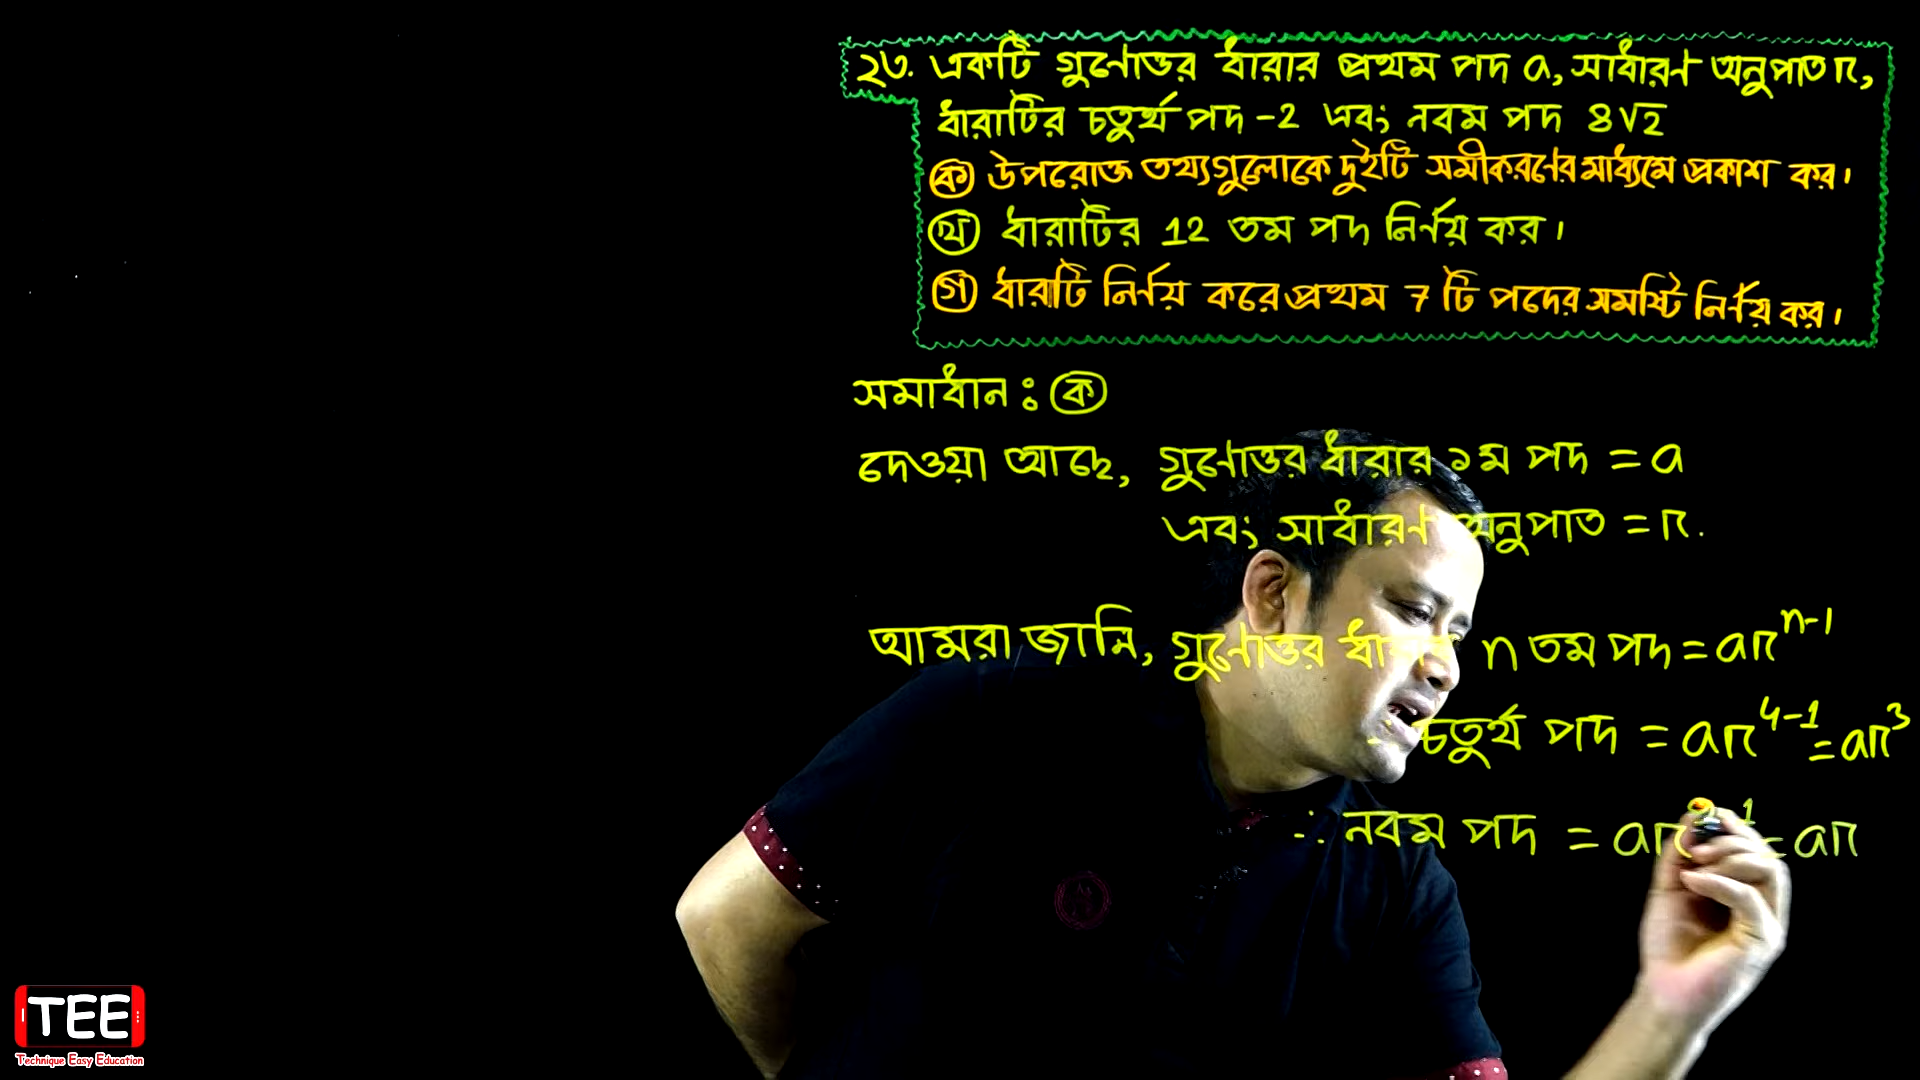 ২৩. একটি গুণোত্তর ধারার প্রথম পদ a, সাধারণ অনুপাত r,
ধারাটির চতুর্থ পদ -2 এবং নবম পদ 8√2
ক উপরোক্ত তথ্যগুলোকে দুইটি সমীকরণের মাধ্যমে প্রকাশ কর।
খ ধারাটির 12 তম পদ নির্ণয় কর।
গ ধারাটি নির্ণয় করে প্রথম 7 টি পদের সমষ্টি নির্ণয় কর।
সমাধান : ক
দেওয়া আছে, গুণোত্তর ধারার ১ম পদ = a
এবং সাধারণ অনুপাত = r.
আমরা জানি, গুণোত্তর ধারার n তম পদ = ar^{n-1}
∴ চতুর্থ পদ = ar^{4-1} = ar^3
∴ নবম পদ = ar = ar
TEE
Technique Easy Education